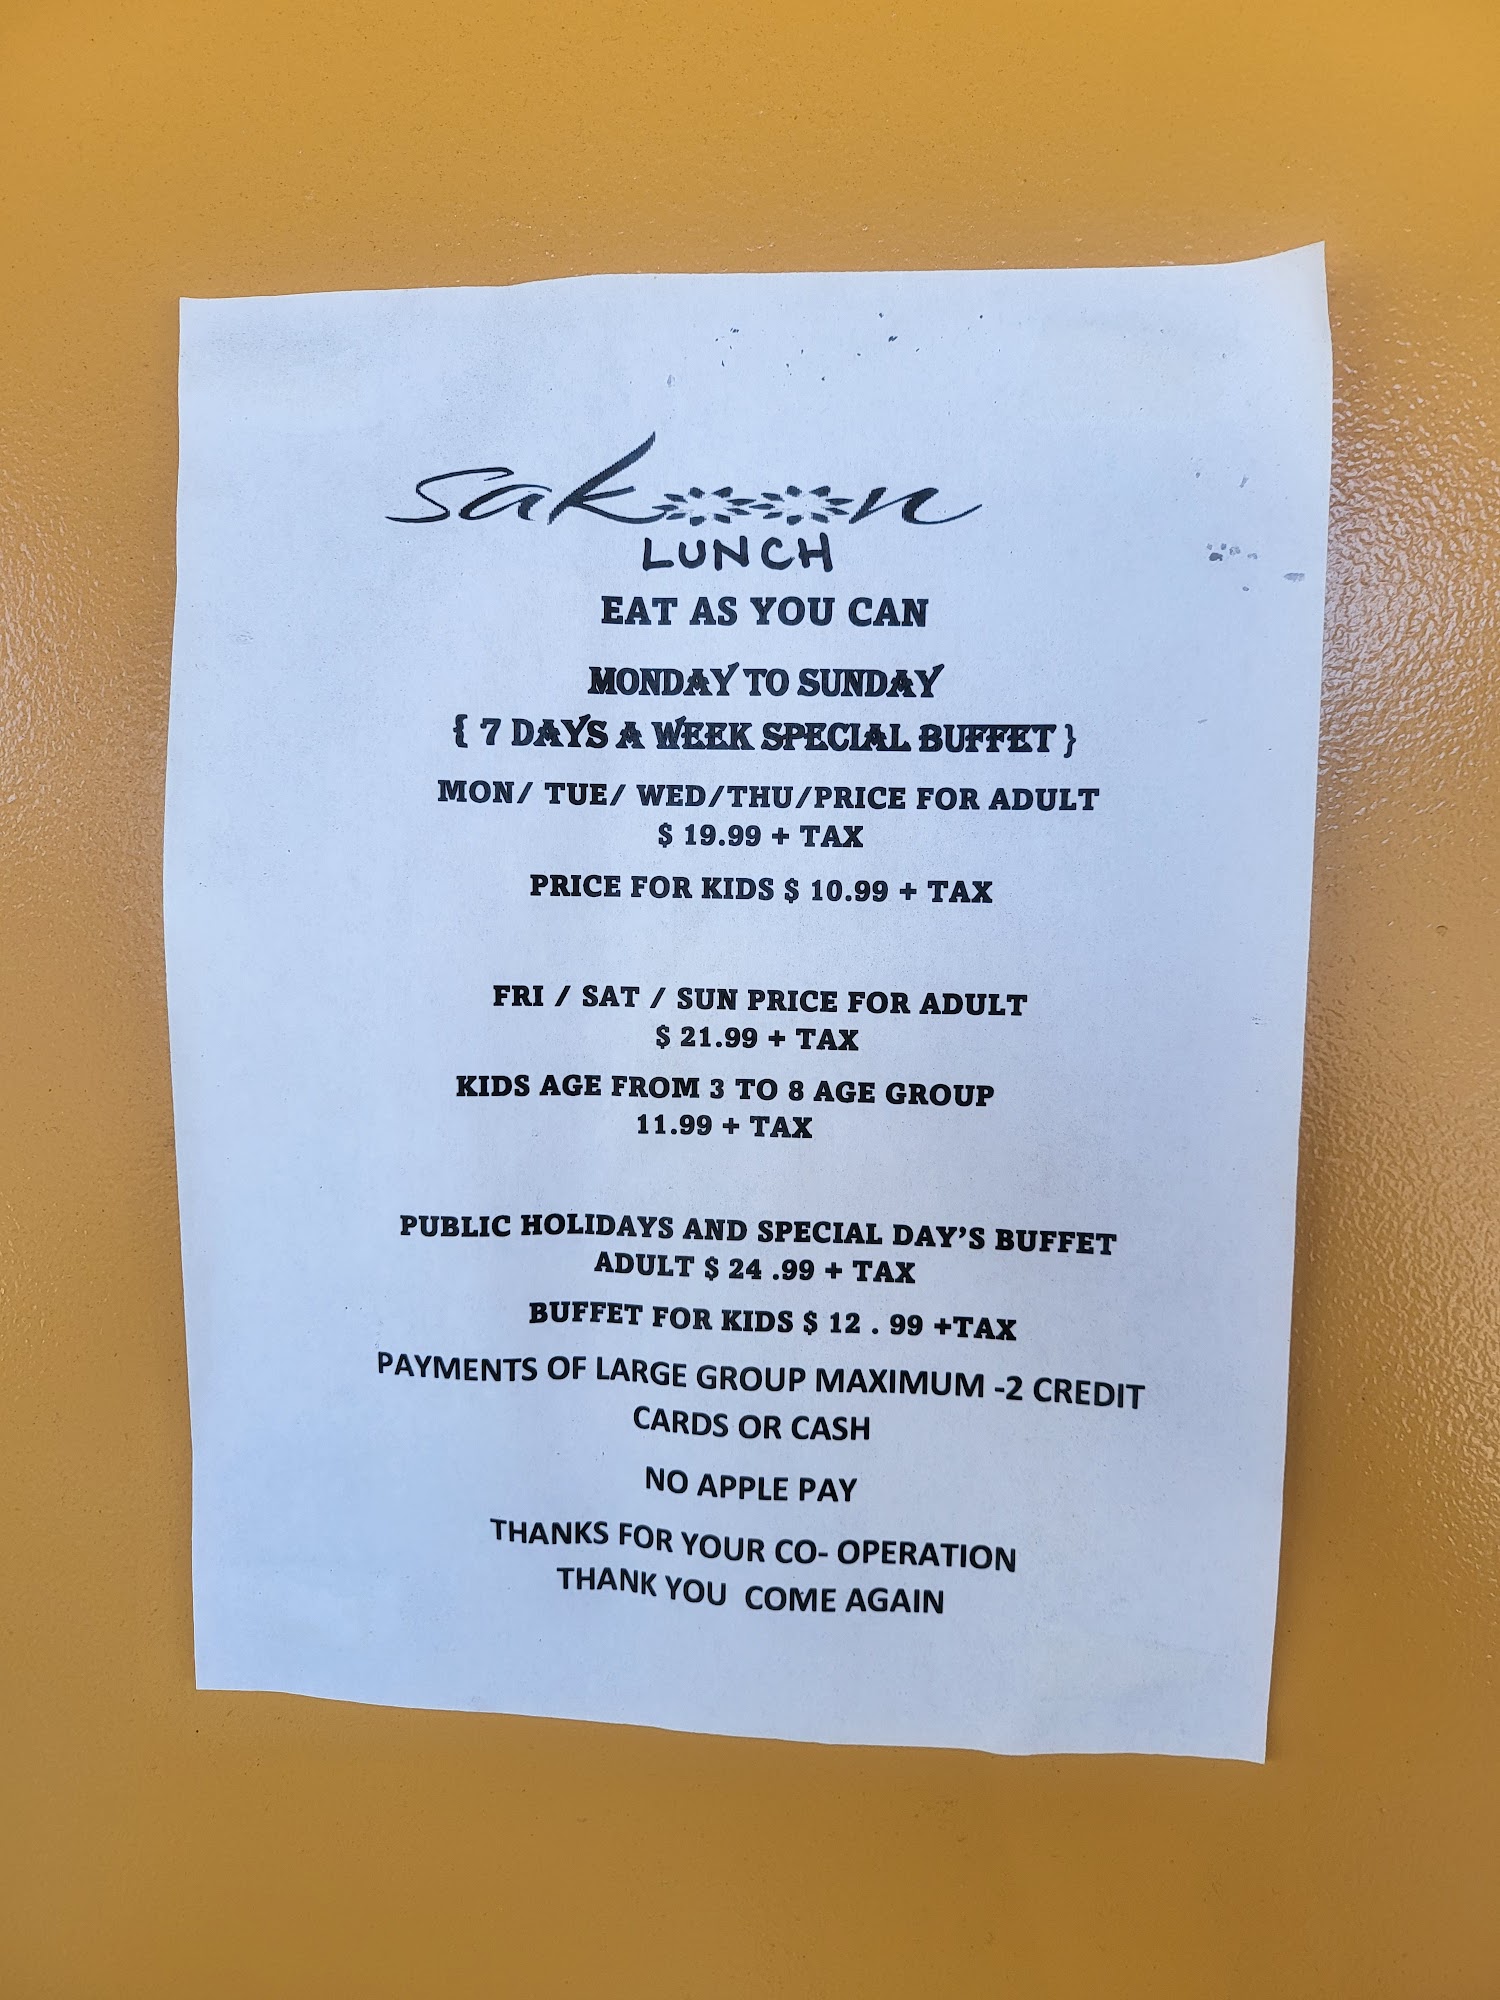 sakoon
LUNCH
EAT AS YOU CAN
MONDAY TO SUNDAY
{ 7 DAYS A WEEK SPECIAL BUFFET }
MON/ TUE/ WED/THU/PRICE FOR ADULT
$ 19.99 + TAX
PRICE FOR KIDS $ 10.99 + TAX
FRI / SAT / SUN PRICE FOR ADULT
$ 21.99 + TAX
KIDS AGE FROM 3 TO 8 AGE GROUP
11.99 + TAX
PUBLIC HOLIDAYS AND SPECIAL DAY'S BUFFET
ADULT $ 24 .99 + TAX
BUFFET FOR KIDS $ 12 . 99 +TAX
PAYMENTS OF LARGE GROUP MAXIMUM -2 CREDIT
CARDS OR CASH
NO APPLE PAY
THANKS FOR YOUR CO- OPERATION
THANK YOU  COME AGAIN